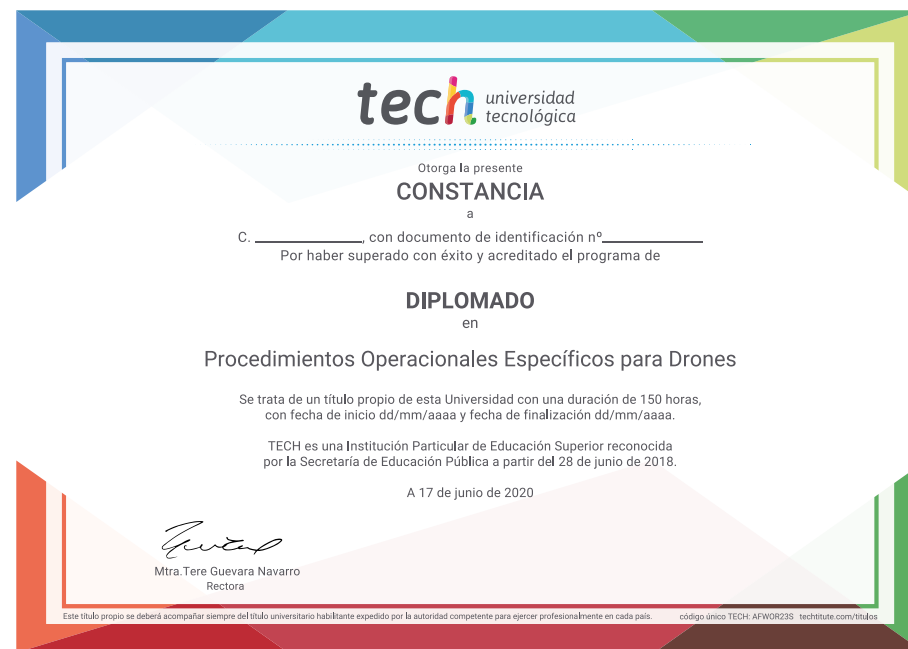 tech universidad
tecnológica
Otorga la presente
CONSTANCIA
a
C. ____________, con documento de identificación nº____________
Por haber superado con éxito y acreditado el programa de
DIPLOMADO
en
Procedimientos Operacionales Específicos para Drones
Se trata de un título propio de esta Universidad con una duración de 150 horas,
con fecha de inicio dd/mm/aaaa y fecha de finalización dd/mm/aaaa.
TECH es una Institución Particular de Educación Superior reconocida
por la Secretaría de Educación Pública a partir del 28 de junio de 2018.
A 17 de junio de 2020
Mtra.Tere Guevara Navarro
Rectora
Este título propio se deberá acompañar siempre del título universitario habilitante expedido por la autoridad competente para ejercer profesionalmente en cada país. código único TECH: AFWOR23S techtitute.com/titulos